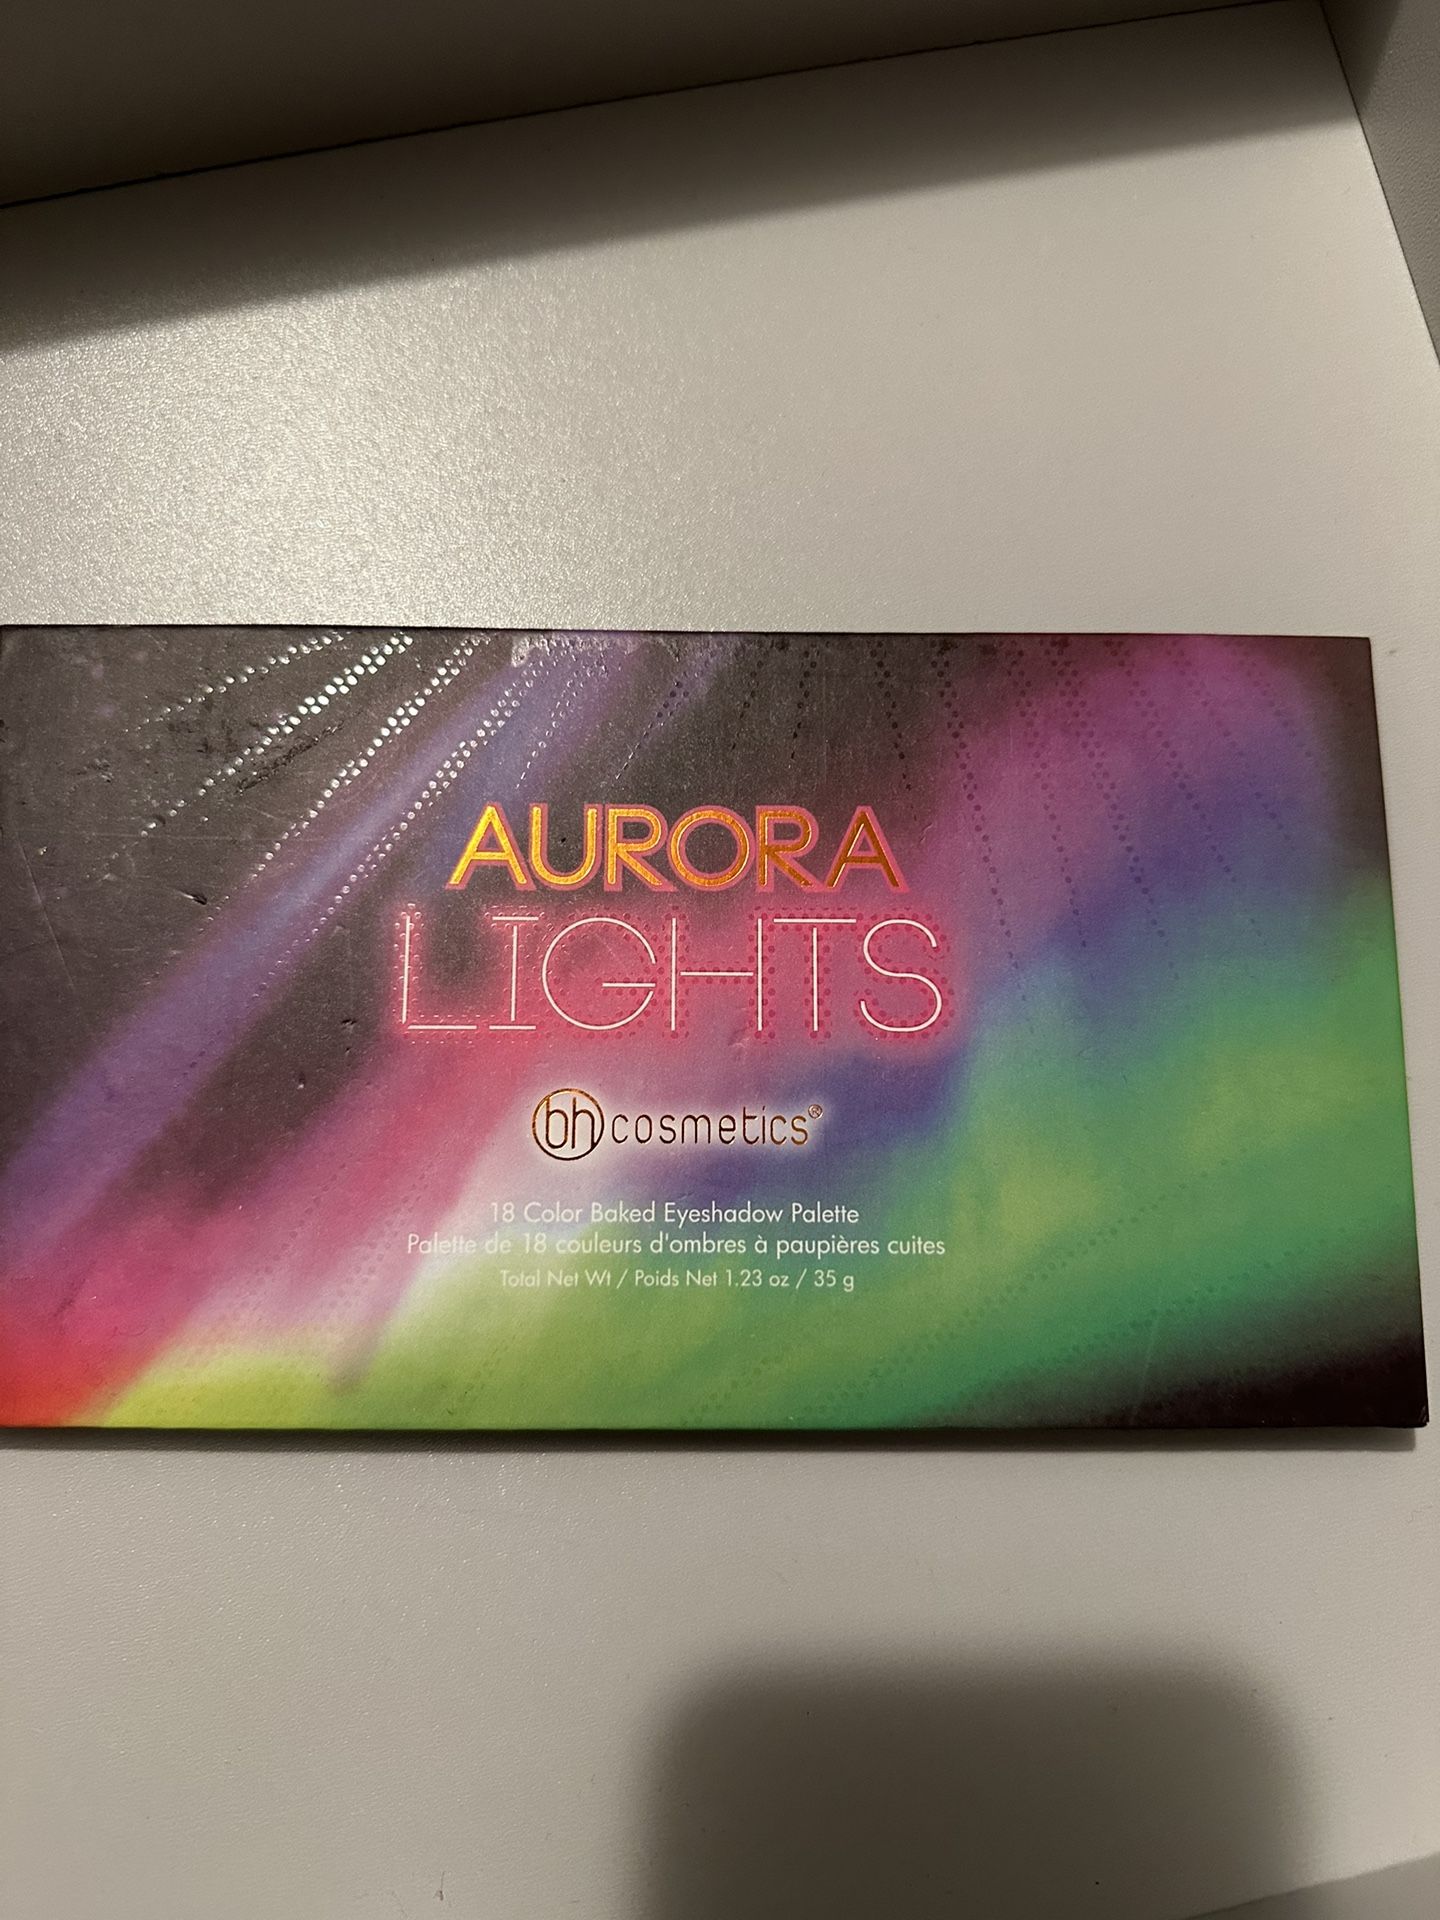 AURORA
LIGHTS
bh cosmetics®
18 Color Baked Eyeshadow Palette
Palette de 18 couleurs d'ombres à paupières cuites
Total Net Wt / Poids Net 1.23 oz / 35 g